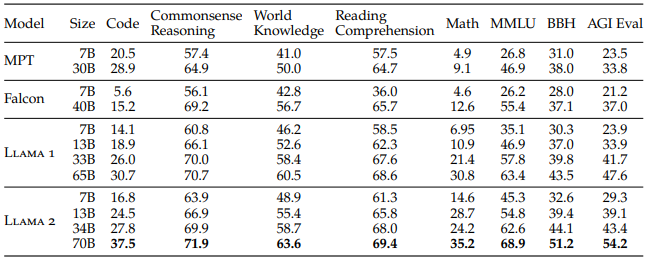 Model Size Code Commonsense Reasoning World Knowledge Reading Comprehension Math MMLU BBH AGI Eval
MPT 7B 20.5 57.4 41.0 57.5 4.9 26.8 31.0 23.5
30B 28.9 64.9 50.0 64.7 9.1 46.9 38.0 33.8
Falcon 7B 5.6 56.1 42.8 36.0 4.6 26.2 28.0 21.2
40B 15.2 69.2 56.7 65.7 12.6 55.4 37.1 37.0
LLAMA 1 7B 14.1 60.8 46.2 58.5 6.95 35.1 30.3 23.9
13B 18.9 66.1 52.6 62.3 10.9 46.9 37.0 33.9
33B 26.0 70.0 58.4 67.6 21.4 57.8 39.8 41.7
65B 30.7 70.7 60.5 68.6 30.8 63.4 43.5 47.6
LLAMA 2 7B 16.8 63.9 48.9 61.3 14.6 45.3 32.6 29.3
13B 24.5 66.9 55.4 65.8 28.7 54.8 39.4 39.1
34B 27.8 69.9 58.7 68.0 24.2 62.6 44.1 43.4
70B 37.5 71.9 63.6 69.4 35.2 68.9 51.2 54.2